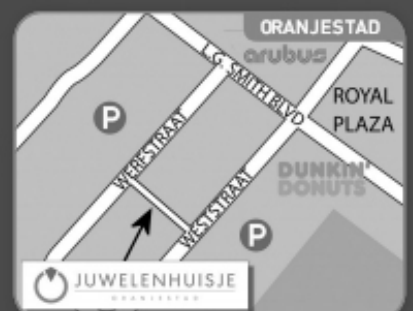 ORANJESTAD
arubus
L.G. SMITH BLVD
ROYAL
PLAZA
P
WERFSTRAAT
DUNKIN'
DONUTS
WESTSTRAAT
P
JUWELENHUISJE
ORANJESTAD